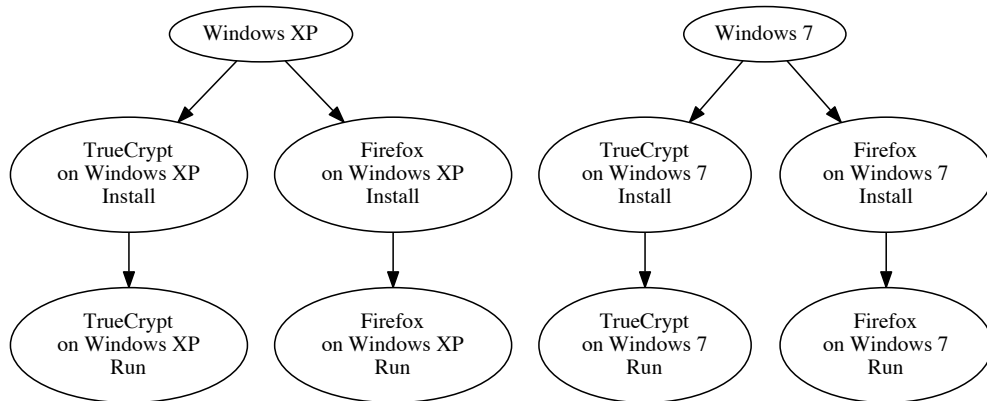 Windows XP
Windows 7
TrueCrypt
on Windows XP
Install
Firefox
on Windows XP
Install
TrueCrypt
on Windows 7
Install
Firefox
on Windows 7
Install
TrueCrypt
on Windows XP
Run
Firefox
on Windows XP
Run
TrueCrypt
on Windows 7
Run
Firefox
on Windows 7
Run